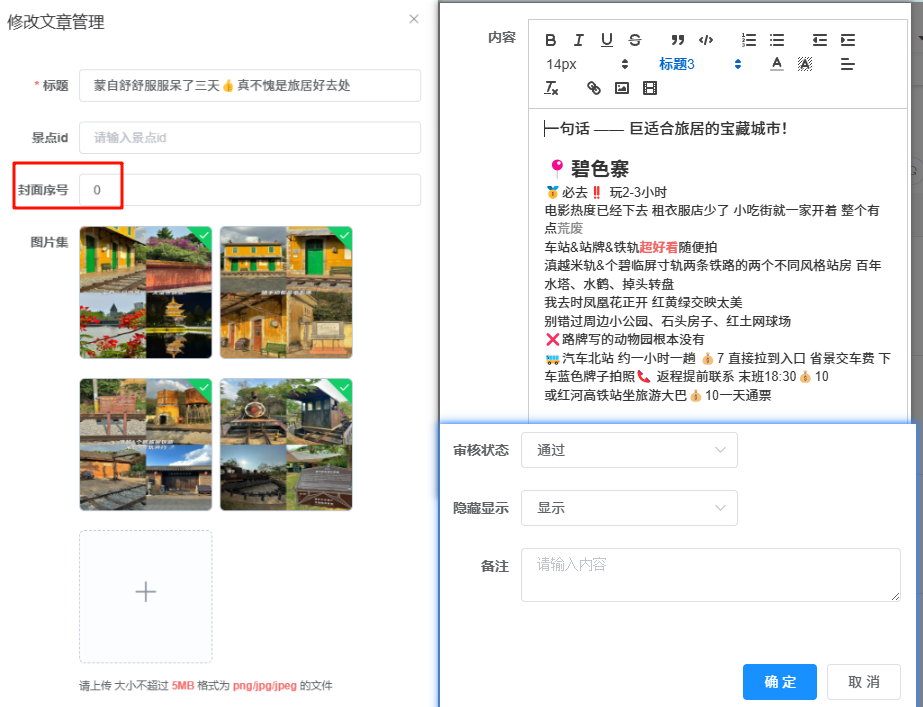 修改文章管理
* 标题
蒙自舒舒服服呆了三天👍真不愧是旅居好去处
景点id
请输入景点id
封面序号
0
图片集
请上传 大小不超过 5MB 格式为 png/jpg/jpeg 的文件
内容
14px
标题3
一句话 —— 巨适合旅居的宝藏城市！
📍碧色寨
🏅必去‼️ 玩2-3小时
电影热度已经下去 租衣服店少了 小吃街就一家开着 整个有
点荒废
车站&站牌&铁轨超好看随便拍
滇越米轨&个碧临屏寸轨两条铁路的两个不同风格站房 百年
水塔、水鹤、掉头转盘
我去时凤凰花正开 红黄绿交映太美
别错过周边小公园、石头房子、红土网球场
❌路牌写的动物园根本没有
🚌汽车北站 约一小时一趟 💰7 直接拉到入口 省景交车费 下
车蓝色牌子拍照📞 返程提前联系 末班18:30💰10
或红河高铁站坐旅游大巴💰10一天通票
审核状态
通过
隐藏显示
显示
备注
请输入内容
确 定
取 消